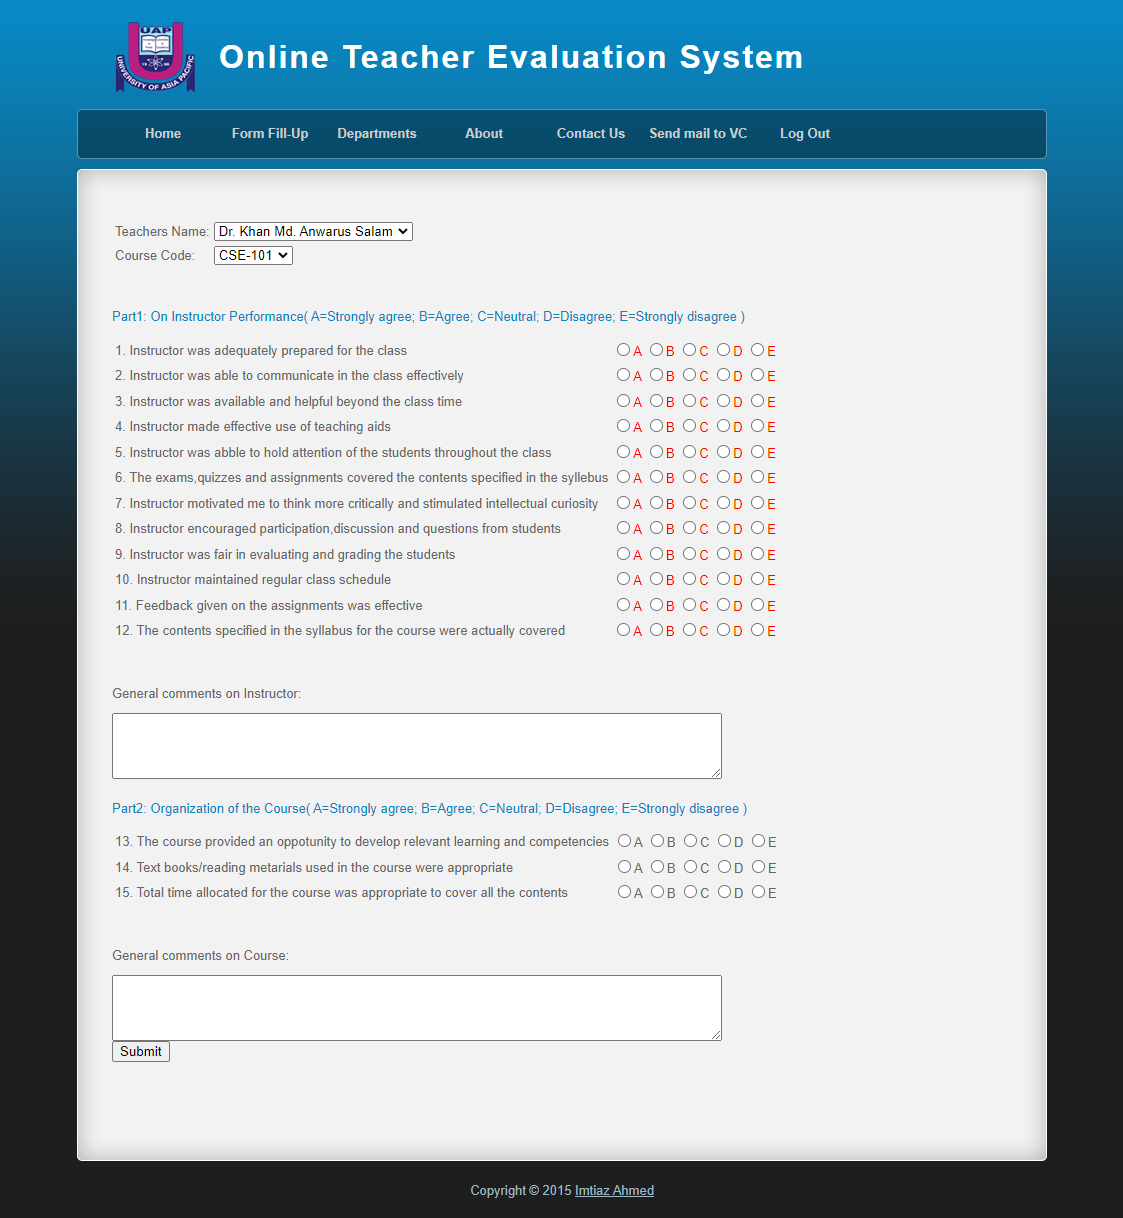 UAP
19 96
UNIVERSITY OF ASIA PACIFIC
Online Teacher Evaluation System
Home Form Fill-Up Departments About Contact Us Send mail to VC Log Out
Teachers Name: Dr. Khan Md. Anwarus Salam
Course Code: CSE-101
Part1: On Instructor Performance( A=Strongly agree; B=Agree; C=Neutral; D=Disagree; E=Strongly disagree )
1. Instructor was adequately prepared for the class A B C D E
2. Instructor was able to communicate in the class effectively A B C D E
3. Instructor was available and helpful beyond the class time A B C D E
4. Instructor made effective use of teaching aids A B C D E
5. Instructor was abble to hold attention of the students throughout the class A B C D E
6. The exams,quizzes and assignments covered the contents specified in the syllebus A B C D E
7. Instructor motivated me to think more critically and stimulated intellectual curiosity A B C D E
8. Instructor encouraged participation,discussion and questions from students A B C D E
9. Instructor was fair in evaluating and grading the students A B C D E
10. Instructor maintained regular class schedule A B C D E
11. Feedback given on the assignments was effective A B C D E
12. The contents specified in the syllabus for the course were actually covered A B C D E
General comments on Instructor:
Part2: Organization of the Course( A=Strongly agree; B=Agree; C=Neutral; D=Disagree; E=Strongly disagree )
13. The course provided an oppotunity to develop relevant learning and competencies A B C D E
14. Text books/reading metarials used in the course were appropriate A B C D E
15. Total time allocated for the course was appropriate to cover all the contents A B C D E
General comments on Course:
Submit
Copyright © 2015 Imtiaz Ahmed